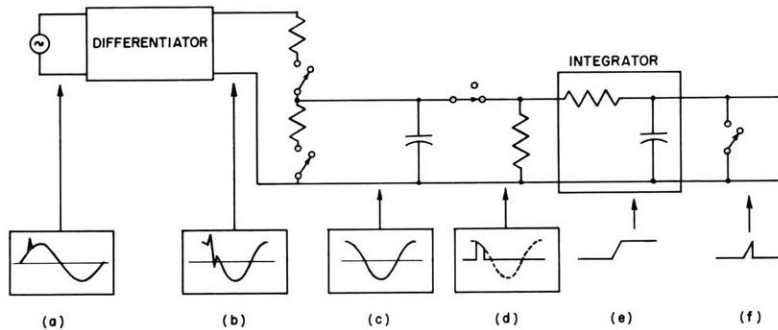 DIFFERENTIATOR
INTEGRATOR
(a)
(b)
(c)
(d)
(e)
(f)